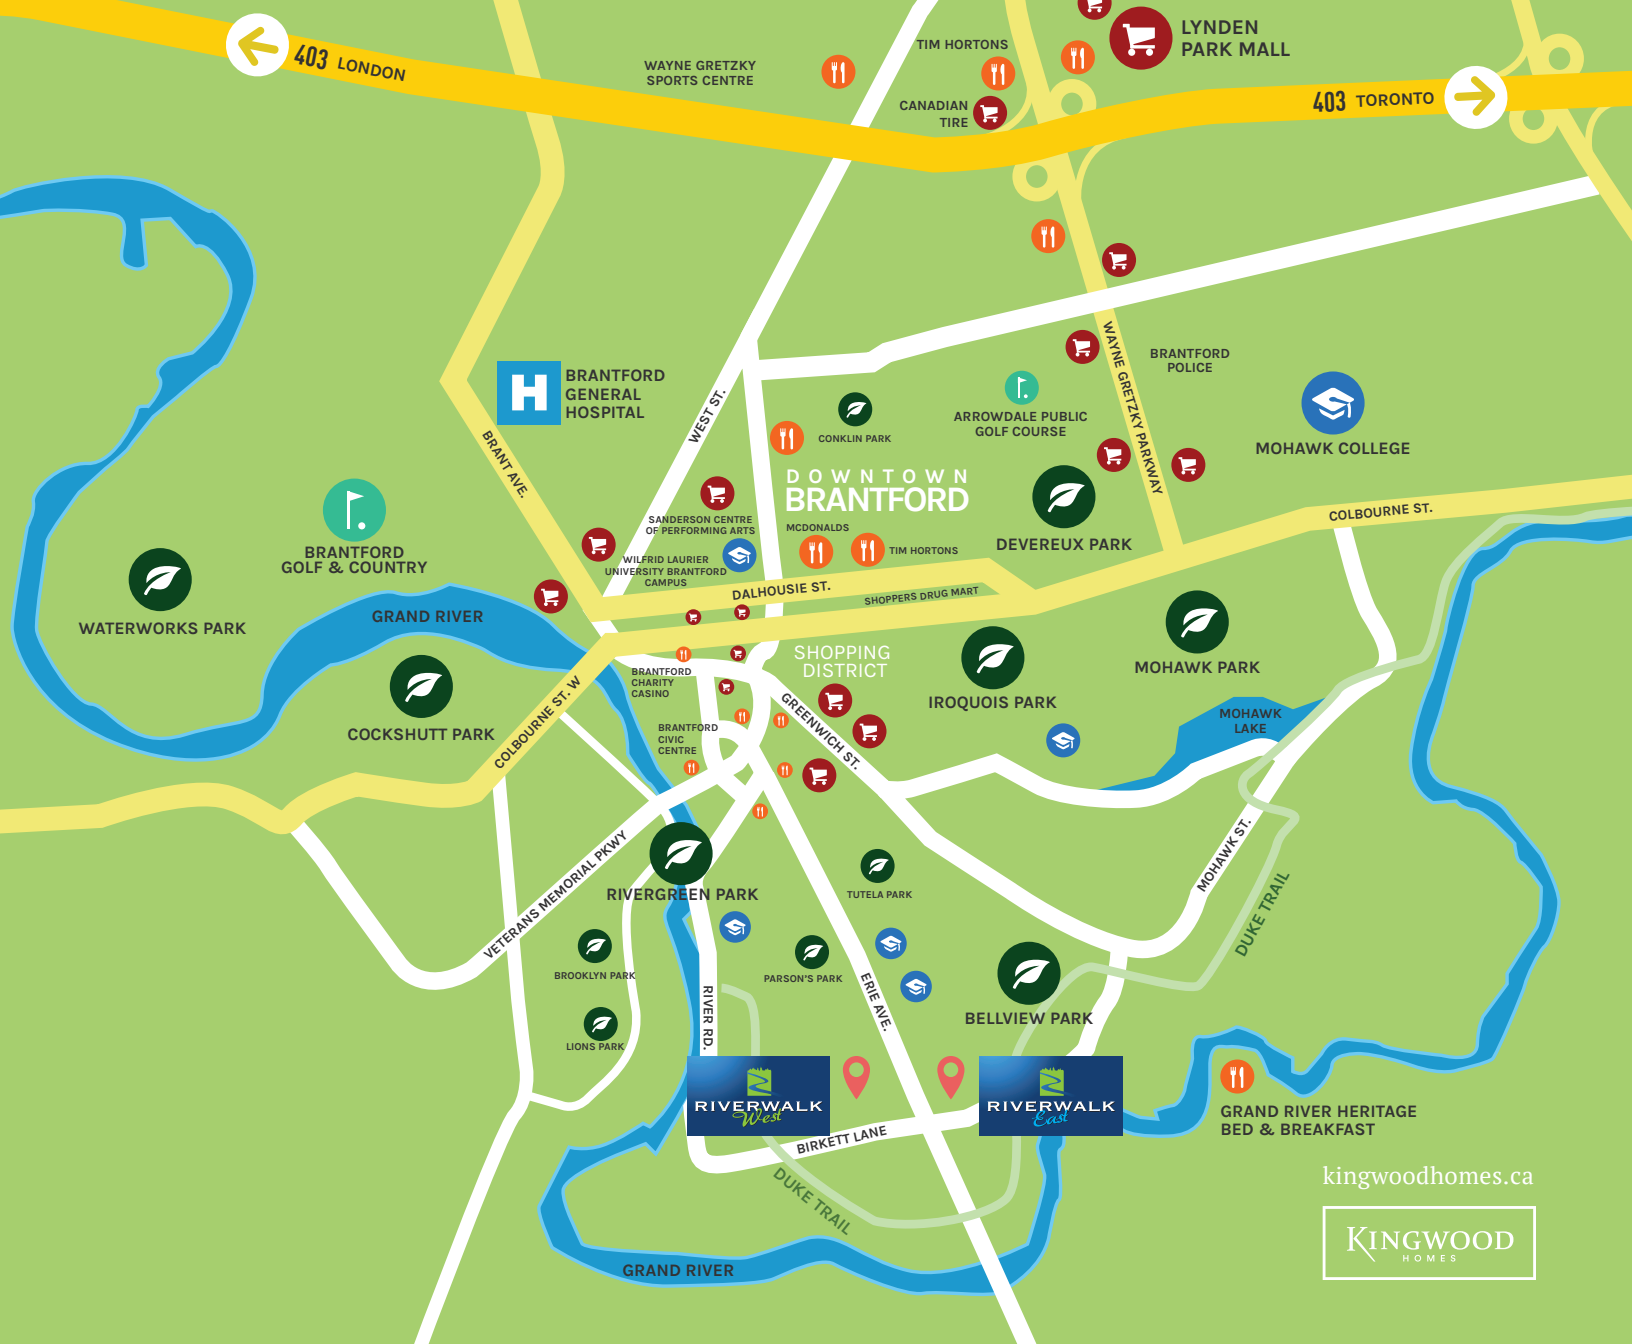 LYNDEN
PARK MALL
TIM HORTONS
WAYNE GRETZKY
SPORTS CENTRE
403 LONDON
CANADIAN
TIRE
403 TORONTO
BRANTFORD
GENERAL
HOSPITAL
WEST ST.
BRANT AVE.
CONKLIN PARK
ARROWDALE PUBLIC
GOLF COURSE
WAYNE GRETZKY PARKWAY
BRANTFORD
POLICE
MOHAWK COLLEGE
DOWNTOWN
BRANTFORD
SANDERSON CENTRE
OF PERFORMING ARTS
MCDONALDS
TIM HORTONS
DEVEREUX PARK
COLBOURNE ST.
BRANTFORD
GOLF & COUNTRY
WILFRID LAURIER
UNIVERSITY BRANTFORD
CAMPUS
DALHOUSIE ST.
SHOPPERS DRUG MART
WATERWORKS PARK
GRAND RIVER
COCKSHUTT PARK
COLBOURNE ST. W
BRANTFORD
CHARITY
CASINO
SHOPPING
DISTRICT
IROQUOIS PARK
MOHAWK PARK
MOHAWK
LAKE
BRANTFORD
CIVIC
CENTRE
GREENWICH ST.
VETERANS MEMORIAL PKWY
RIVERGREEN PARK
TUTELA PARK
MOHAWK ST.
DUKE TRAIL
BROOKLYN PARK
PARSON'S PARK
LIONS PARK
RIVER RD.
ERIE AVE.
BELLVIEW PARK
RIVERWALK
West
RIVERWALK
East
BIRKETT LANE
DUKE TRAIL
GRAND RIVER HERITAGE
BED & BREAKFAST
GRAND RIVER
kingwoodhomes.ca
KINGWOOD
HOMES